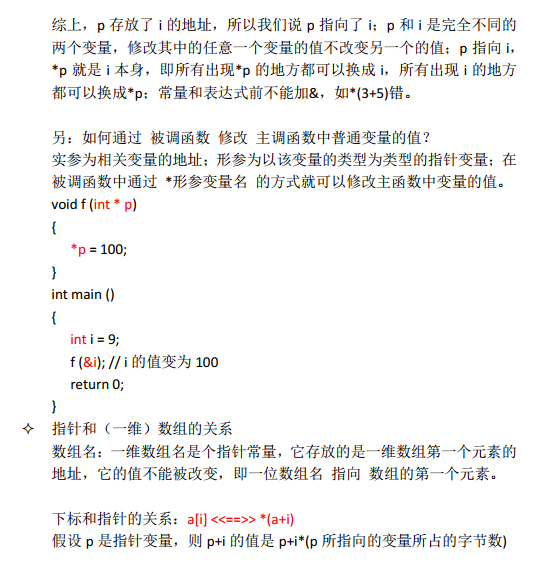 综上，p 存放了 i 的地址，所以我们说 p 指向了 i；p 和 i 是完全不同的
两个变量，修改其中的任意一个变量的值不改变另一个的值；p 指向 i，
*p 就是 i 本身，即所有出现*p 的地方都可以换成 i，所有出现 i 的地方
都可以换成*p；常量和表达式前不能加&，如*(3+5)错。
另：如何通过 被调函数 修改 主调函数中普通变量的值？
实参为相关变量的地址；形参为以该变量的类型为类型的指针变量；在
被调函数中通过 *形参变量名 的方式就可以修改主函数中变量的值。
void f (int * p)
{
*p = 100;
}
int main ()
{
int i = 9;
f (&i); // i 的值变为 100
return 0;
}
✧ 指针和（一维）数组的关系
数组名：一维数组名是个指针常量，它存放的是一维数组第一个元素的
地址，它的值不能被改变，即一位数组名 指向 数组的第一个元素。
下标和指针的关系：a[i] <<==>> *(a+i)
假设 p 是指针变量，则 p+i 的值是 p+i*(p 所指向的变量所占的字节数)